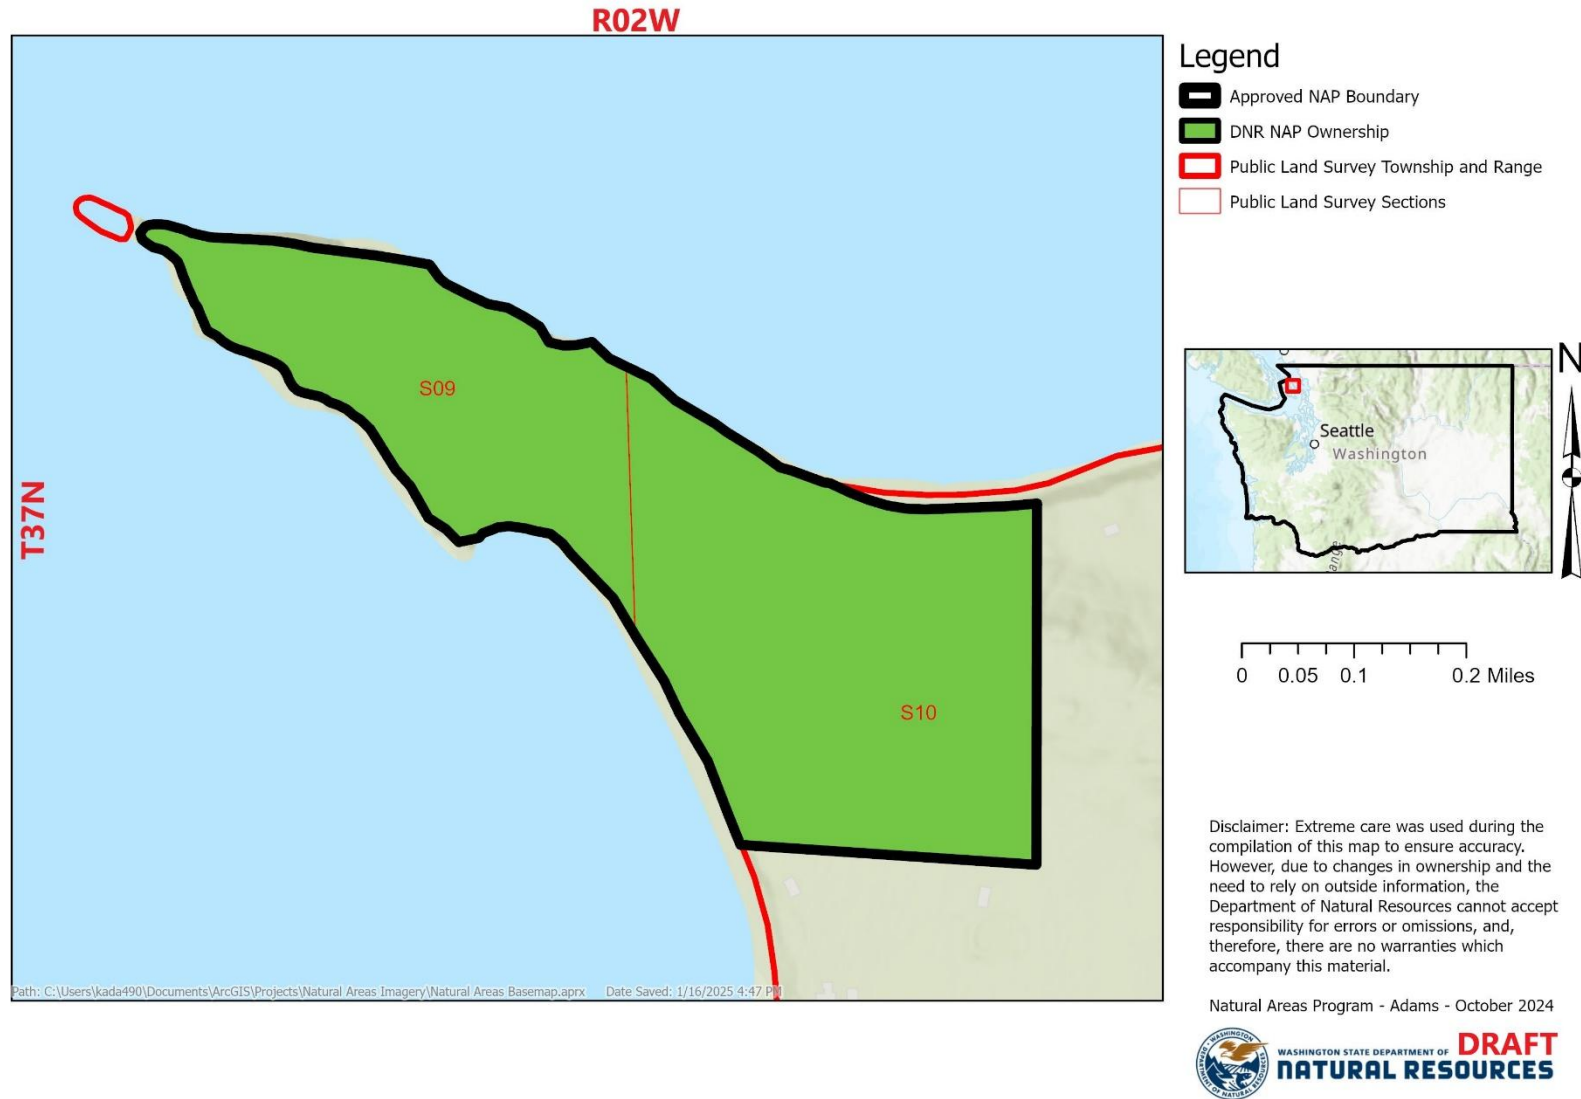 R02W
T37N
S09
S10
Path: C:\Users\kada490\Documents\ArcGIS\Projects\Natural Areas Imagery\Natural Areas Basemap.aprx Date Saved: 1/16/2025 4:47 PM
Legend
Approved NAP Boundary
DNR NAP Ownership
Public Land Survey Township and Range
Public Land Survey Sections
N
Seattle
Washington
ange
0 0.05 0.1 0.2 Miles
Disclaimer: Extreme care was used during the
compilation of this map to ensure accuracy.
However, due to changes in ownership and the
need to rely on outside information, the
Department of Natural Resources cannot accept
responsibility for errors or omissions, and,
therefore, there are no warranties which
accompany this material.
Natural Areas Program - Adams - October 2024
DRAFT
WASHINGTON STATE DEPARTMENT OF
NATURAL RESOURCES